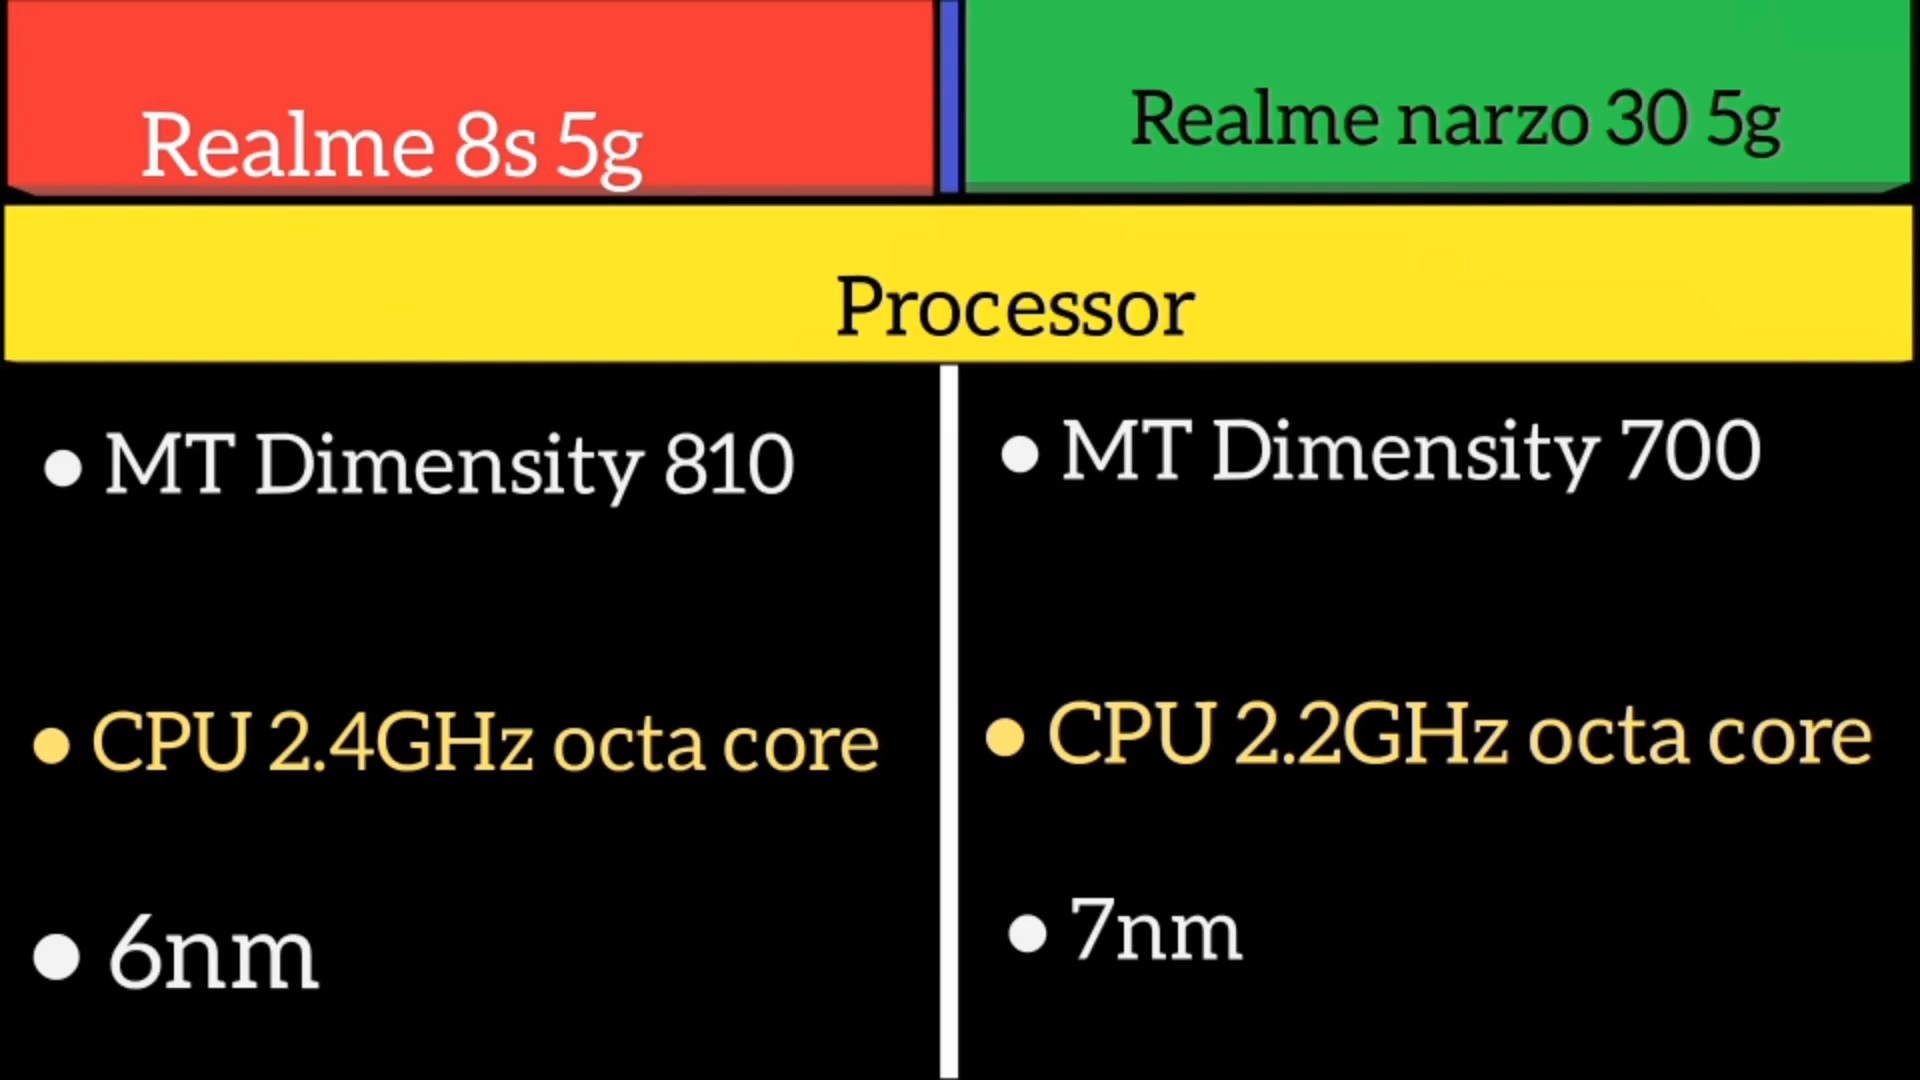 Realme 8s 5g
Realme narzo 30 5g
Processor
• MT Dimensity 810
• MT Dimensity 700
• CPU 2.4GHz octa core
• CPU 2.2GHz octa core
• 6nm
• 7nm